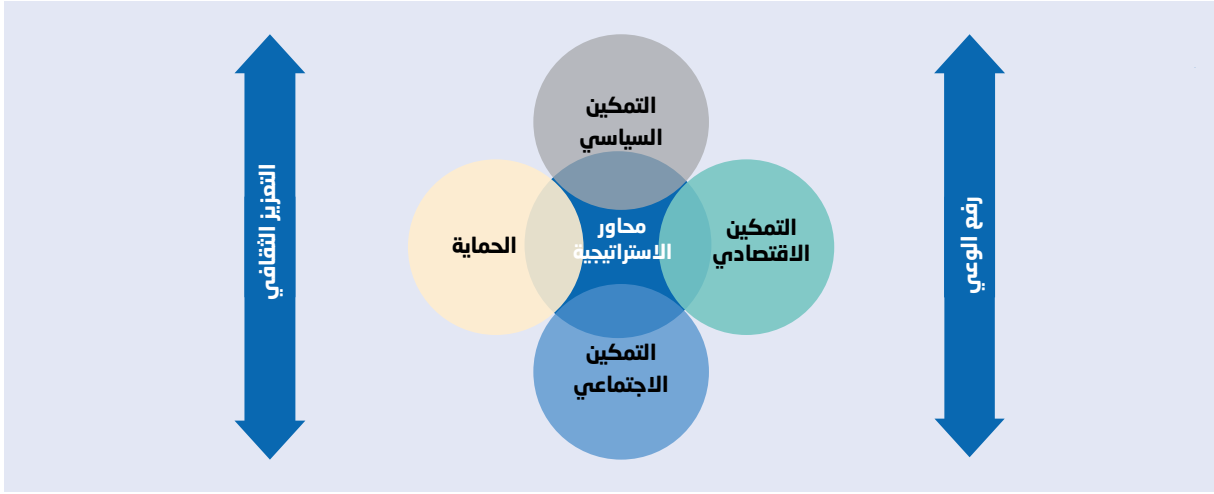 التمكين
السياسي
رفع الوعي
التمكين
الاقتصادي
محاور
الاستراتيجية
الحماية
التعزيز الثقافي
التمكين
الاجتماعي